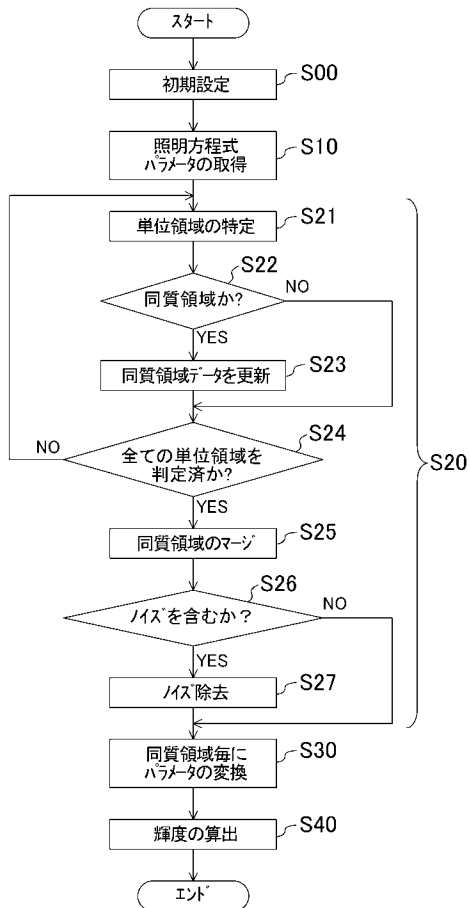 スタート
初期設定
S00
照明方程式
パラメータの取得
S10
単位領域の特定
S21
S22
同質領域か?
NO
YES
同質領域データを更新
S23
S24
NO
全ての単位領域を
判定済か?
S20
YES
同質領域のマージ
S25
S26
ノイズを含むか?
NO
YES
ノイズ除去
S27
同質領域毎に
パラメータの変換
S30
輝度の算出
S40
エンド